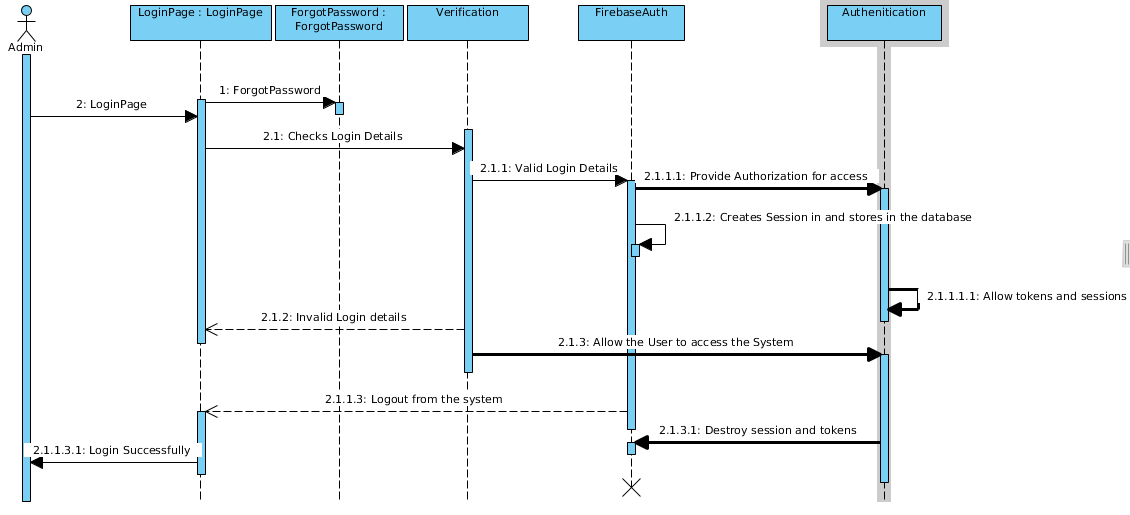 LoginPage : LoginPage
ForgotPassword :
ForgotPassword
Verification
FirebaseAuth
Authenitication
Admin
1: ForgotPassword
2: LoginPage
2.1: Checks Login Details
2.1.1: Valid Login Details
2.1.1.1: Provide Authorization for access
2.1.1.2: Creates Session in and stores in the database
2.1.1.1.1: Allow tokens and sessions
2.1.2: Invalid Login details
2.1.3: Allow the User to access the System
2.1.1.3: Logout from the system
2.1.3.1: Destroy session and tokens
2.1.1.3.1: Login Successfully